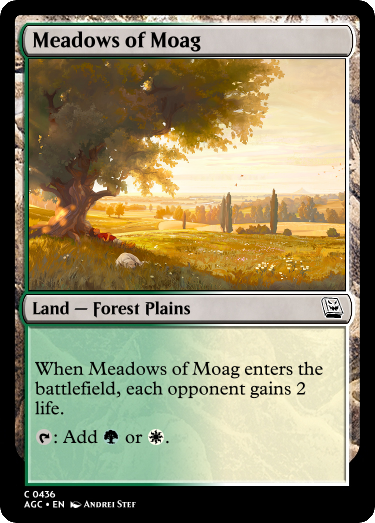 Meadows of Moag
Land — Forest Plains
When Meadows of Moag enters the
battlefield, each opponent gains 2
life.
: Add or .
C 0436
AGC • EN Andrei Stef